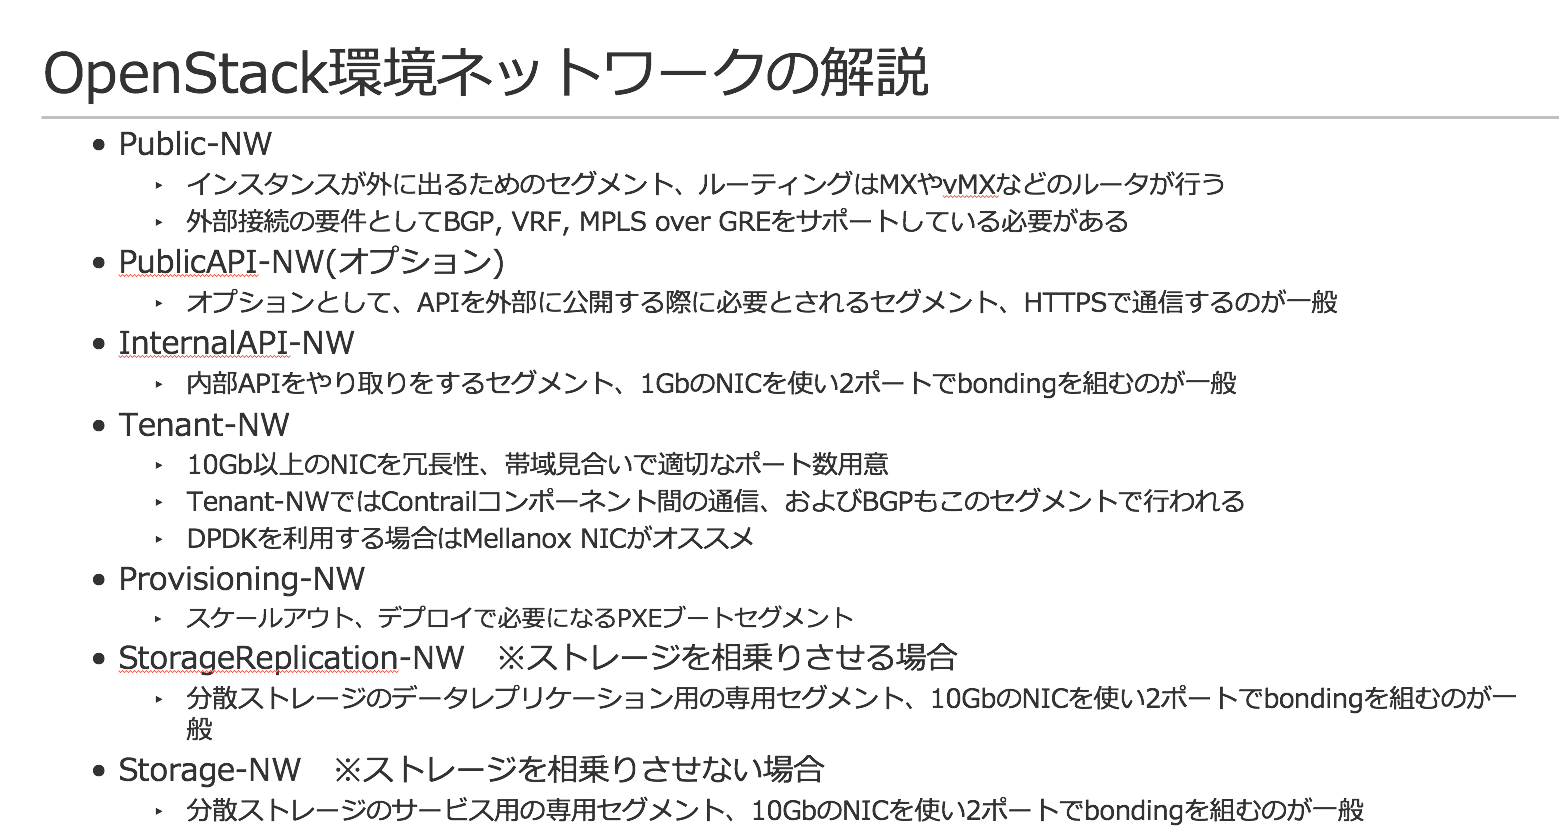 OpenStack環境ネットワークの解説
• Public-NW
‣ インスタンスが外に出るためのセグメント、ルーティングはMXやvMXなどのルータが行う
‣ 外部接続の要件としてBGP, VRF, MPLS over GREをサポートしている必要がある
• PublicAPI-NW(オプション)
‣ オプションとして、APIを外部に公開する際に必要とされるセグメント、HTTPSで通信するのが一般
• InternalAPI-NW
‣ 内部APIをやり取りをするセグメント、1GbのNICを使い2ポートでbondingを組むのが一般
• Tenant-NW
‣ 10Gb以上のNICを冗長性、帯域見合いで適切なポート数用意
‣ Tenant-NWではContrailコンポーネント間の通信、およびBGPもこのセグメントで行われる
‣ DPDKを利用する場合はMellanox NICがオススメ
• Provisioning-NW
‣ スケールアウト、デプロイで必要になるPXEブートセグメント
• StorageReplication-NW　※ストレージを相乗りさせる場合
‣ 分散ストレージのデータレプリケーション用の専用セグメント、10GbのNICを使い2ポートでbondingを組むのが一
般
• Storage-NW　※ストレージを相乗りさせない場合
‣ 分散ストレージのサービス用の専用セグメント、10GbのNICを使い2ポートでbondingを組むのが一般